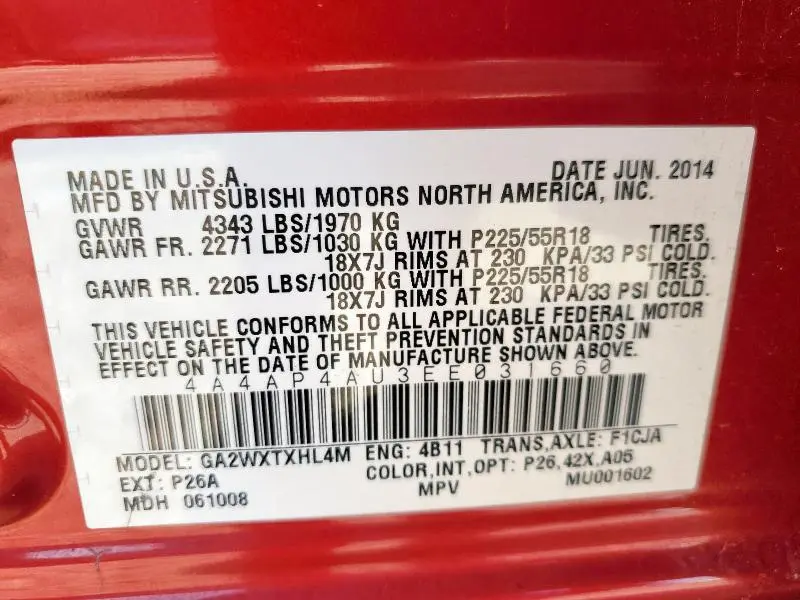 MADE IN U.S.A. DATE JUN. 2014
MFD BY MITSUBISHI MOTORS NORTH AMERICA, INC.
GVWR 4343 LBS/1970 KG
GAWR FR. 2271 LBS/1030 KG WITH P225/55R18 TIRES.
18X7J RIMS AT 230 KPA/33 PSI COLD.
GAWR RR. 2205 LBS/1000 KG WITH P225/55R18 TIRES.
18X7J RIMS AT 230 KPA/33 PSI COLD.
THIS VEHICLE CONFORMS TO ALL APPLICABLE FEDERAL MOTOR
VEHICLE SAFETY AND THEFT PREVENTION STANDARDS IN
EFFECT ON THE DATE OF MANUFACTURE SHOWN ABOVE.
4A4AP4AU3EE031660
MODEL: GA2WXTXHL4M ENG: 4B11 TRANS,AXLE: F1CJA
EXT: P26A COLOR,INT,OPT: P26,42X,A05
MDH 061008 MPV MU001602